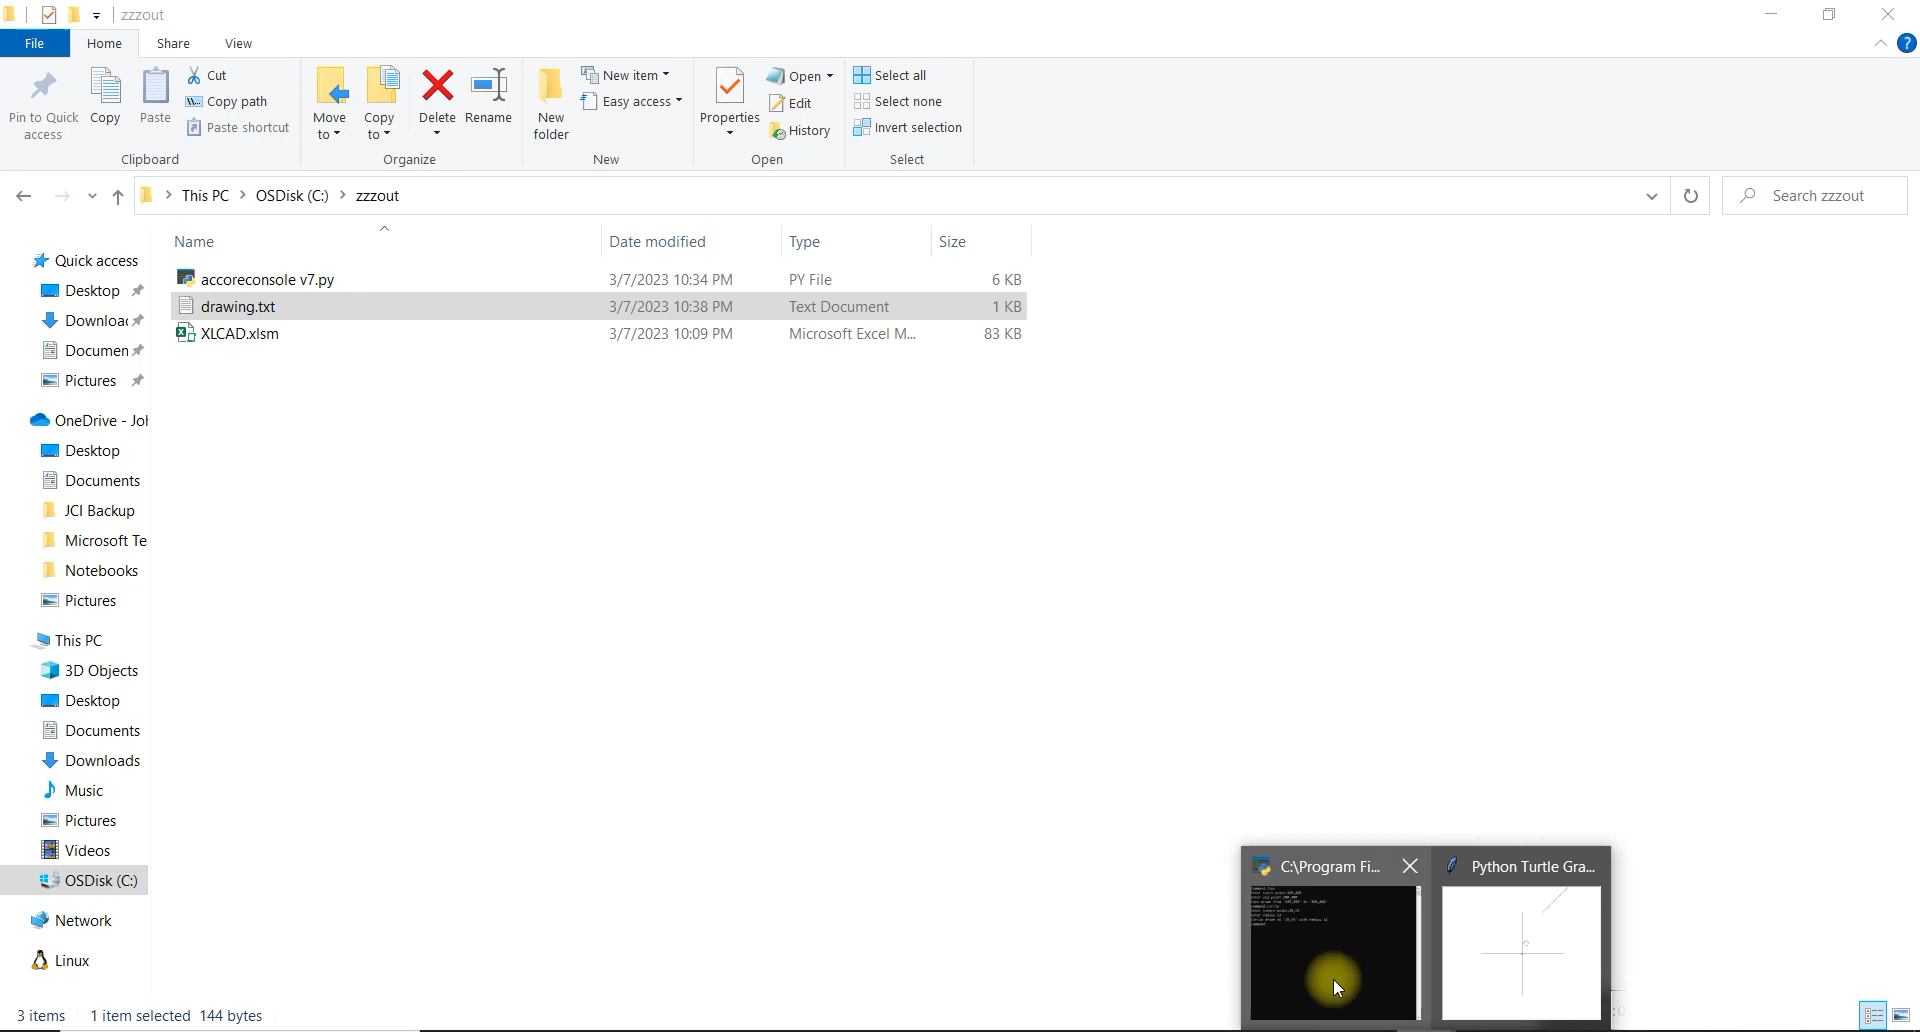 zzzout
File Home Share View
Pin to Quick access
Copy
Paste
Cut
Copy path
Paste shortcut
Clipboard
Move to
Copy to
Delete
Rename
Organize
New folder
New item
Easy access
New
Properties
Open
Edit
History
Open
Select all
Select none
Invert selection
Select
This PC > OSDisk (C:) > zzzout
Search zzzout
Name Date modified Type Size
accoreconsole v7.py 3/7/2023 10:34 PM PY File 6 KB
drawing.txt 3/7/2023 10:38 PM Text Document 1 KB
XLCAD.xlsm 3/7/2023 10:09 PM Microsoft Excel M... 83 KB
Quick access
Desktop
Downloac
Documen
Pictures
OneDrive - Joh
Desktop
Documents
JCI Backup
Microsoft Te
Notebooks
Pictures
This PC
3D Objects
Desktop
Documents
Downloads
Music
Pictures
Videos
OSDisk (C:)
Network
Linux
C:\Program Fi...
Python Turtle Gra...
3 items 1 item selected 144 bytes